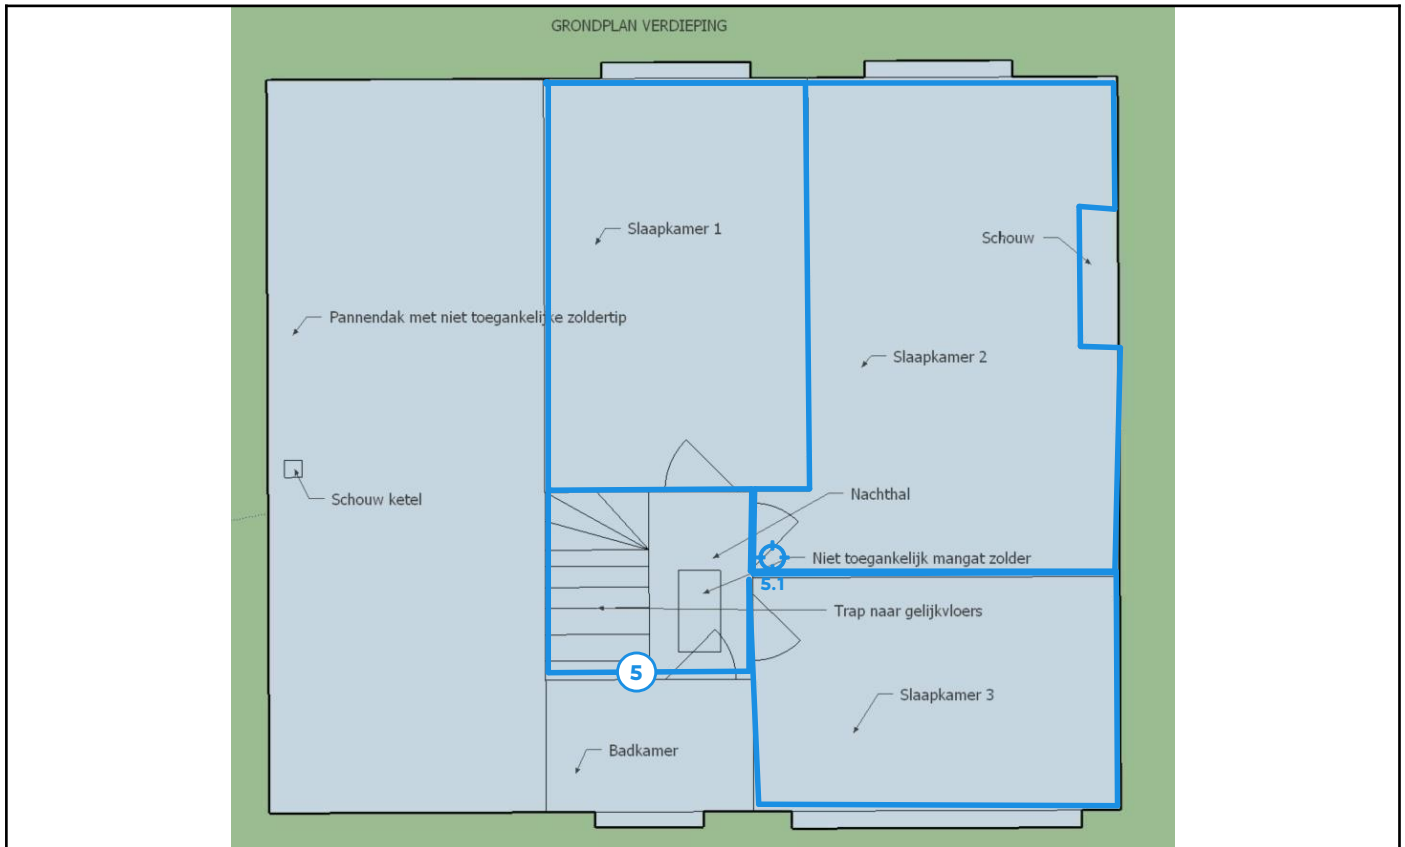 GRONDPLAN VERDIEPING
Slaapkamer 1
Schouw
Pannendak met niet toegankelijke zoldertip
Slaapkamer 2
Schouw ketel
Nachthal
Niet toegankelijk mangat zolder
5.1
Trap naar gelijkvloers
5
Slaapkamer 3
Badkamer